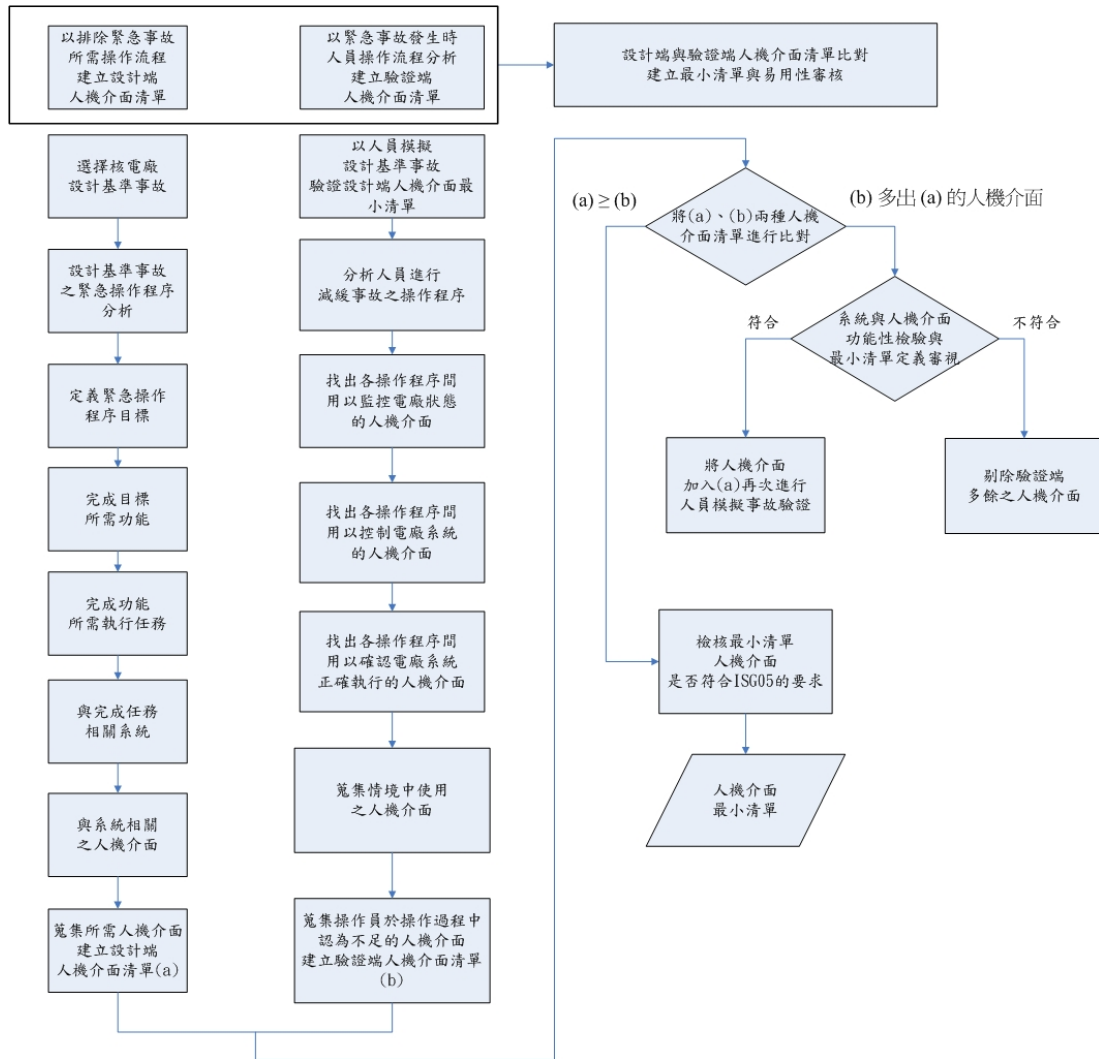 以排除緊急事故
所需操作流程
建立設計端
人機介面清單
以緊急事故發生時
人員操作流程分析
建立驗證端
人機介面清單
設計端與驗證端人機介面清單比對
建立最小清單與易用性審核
選擇核電廠
設計基準事故
設計基準事故
之緊急操作程序
分析
定義緊急操作
程序目標
完成目標
所需功能
完成功能
所需執行任務
與完成任務
相關系統
與系統相關
之人機介面
蒐集所需人機介面
建立設計端
人機介面清單(a)
以人員模擬
設計基準事故
驗證設計端人機介面最
小清單
分析人員進行
減緩事故之操作程序
找出各操作程序間
用以監控電廠狀態
的人機介面
找出各操作程序間
用以控制電廠系統
的人機介面
找出各操作程序間
用以確認電廠系統
正確執行的人機介面
蒐集情境中使用
之人機介面
蒐集操作員於操作過程中
認為不足的人機介面
建立驗證端人機介面清單
(b)
將(a)、(b)兩種人機
介面清單進行比對
(a) ≥ (b)
(b) 多出 (a) 的人機介面
系統與人機介面
功能性檢驗與
最小清單定義審視
符合
不符合
將人機介面
加入(a)再次進行
人員模擬事故驗證
剔除驗證端
多餘之人機介面
檢核最小清單
人機介面
是否符合ISG05的要求
人機介面
最小清單